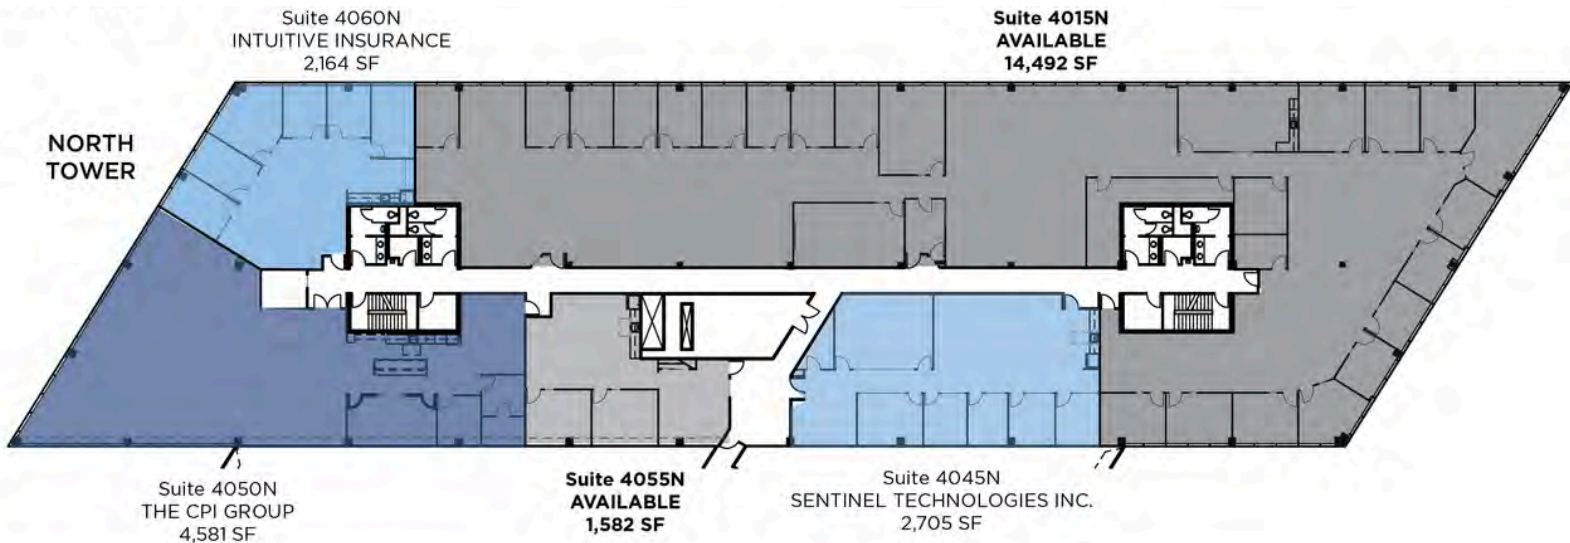 Suite 4060N
INTUITIVE INSURANCE
2,164 SF
Suite 4015N
AVAILABLE
14,492 SF
NORTH
TOWER
Suite 4050N
THE CPI GROUP
4,581 SF
Suite 4055N
AVAILABLE
1,582 SF
Suite 4045N
SENTINEL TECHNOLOGIES INC.
2,705 SF